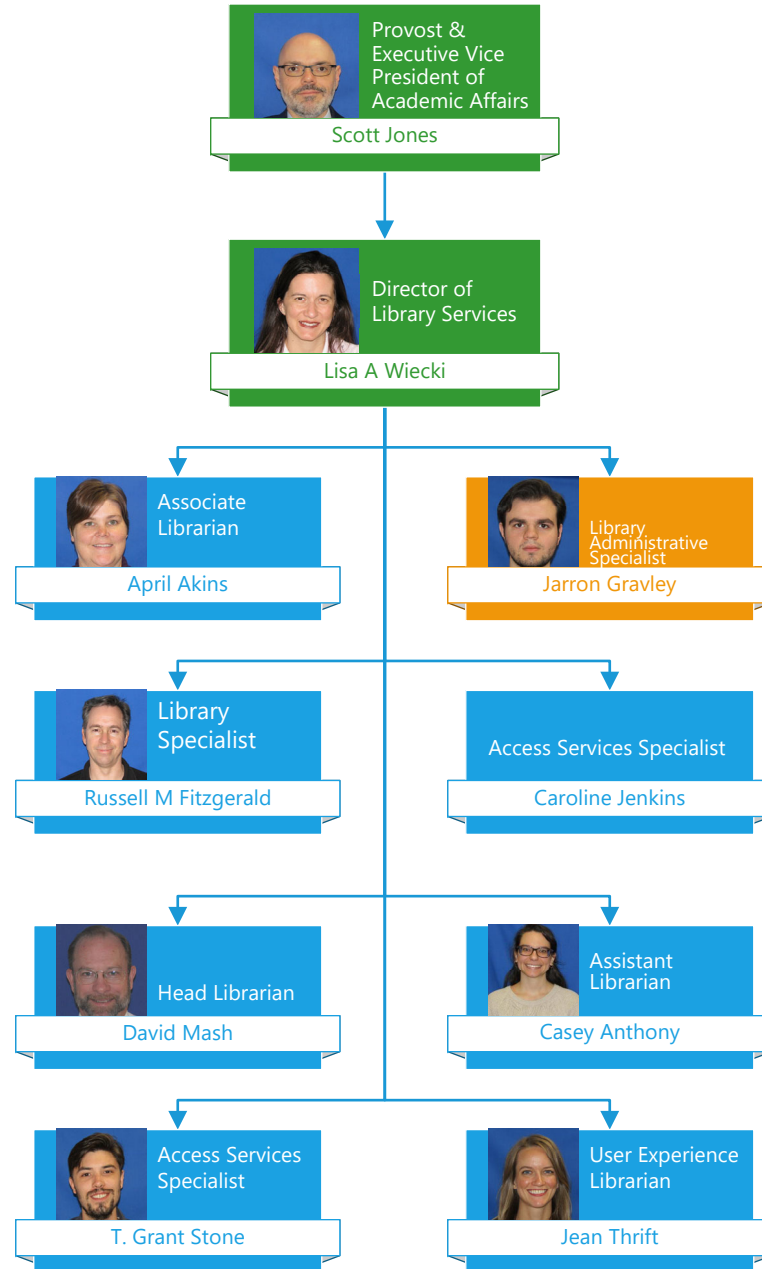 Provost &
Executive Vice
President of
Academic Affairs
Scott Jones
Director of
Library Services
Lisa A Wiecki
Associate
Librarian
April Akins
Library
Administrative
Specialist
Jarron Gravley
Library
Specialist
Russell M Fitzgerald
Access Services Specialist
Caroline Jenkins
Head Librarian
David Mash
Assistant
Librarian
Casey Anthony
Access Services
Specialist
T. Grant Stone
User Experience
Librarian
Jean Thrift